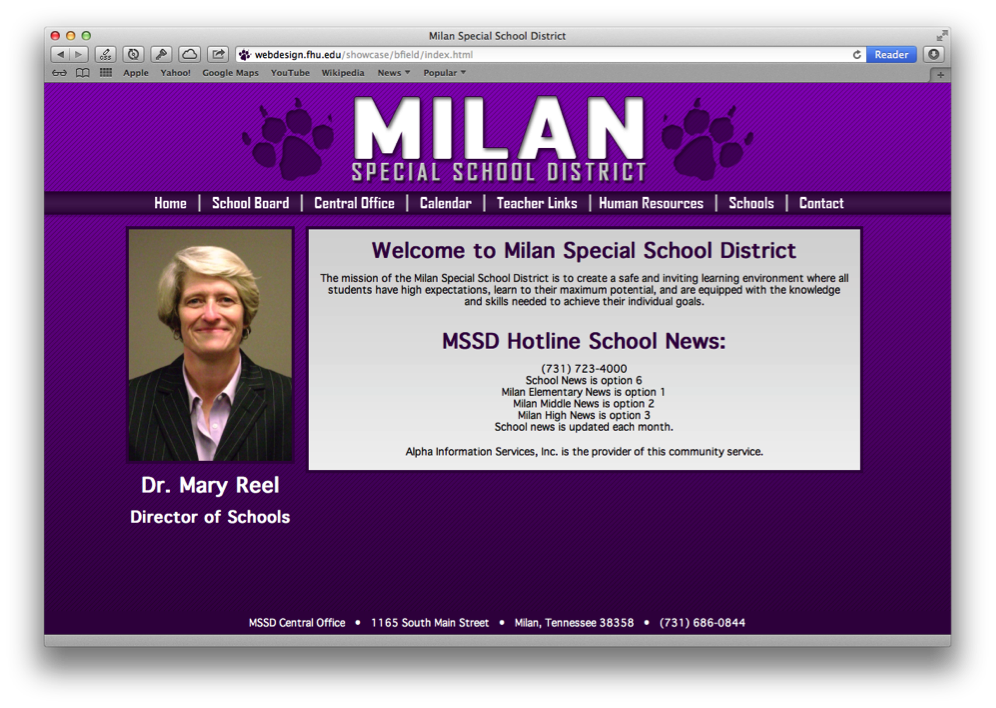 Milan Special School District
webdesign.fhu.edu/showcase/bfield/index.html
Reader
Apple Yahoo! Google Maps YouTube Wikipedia News Popular
MILAN
SPECIAL SCHOOL DISTRICT
Home | School Board | Central Office | Calendar | Teacher Links | Human Resources | Schools | Contact
Welcome to Milan Special School District
The mission of the Milan Special School District is to create a safe and inviting learning environment where all
students have high expectations, learn to their maximum potential, and are equipped with the knowledge
and skills needed to achieve their individual goals.
MSSD Hotline School News:
(731) 723-4000
School News is option 6
Milan Elementary News is option 1
Milan Middle News is option 2
Milan High News is option 3
School news is updated each month.
Alpha Information Services, Inc. is the provider of this community service.
Dr. Mary Reel
Director of Schools
MSSD Central Office • 1165 South Main Street • Milan, Tennessee 38358 • (731) 686-0844